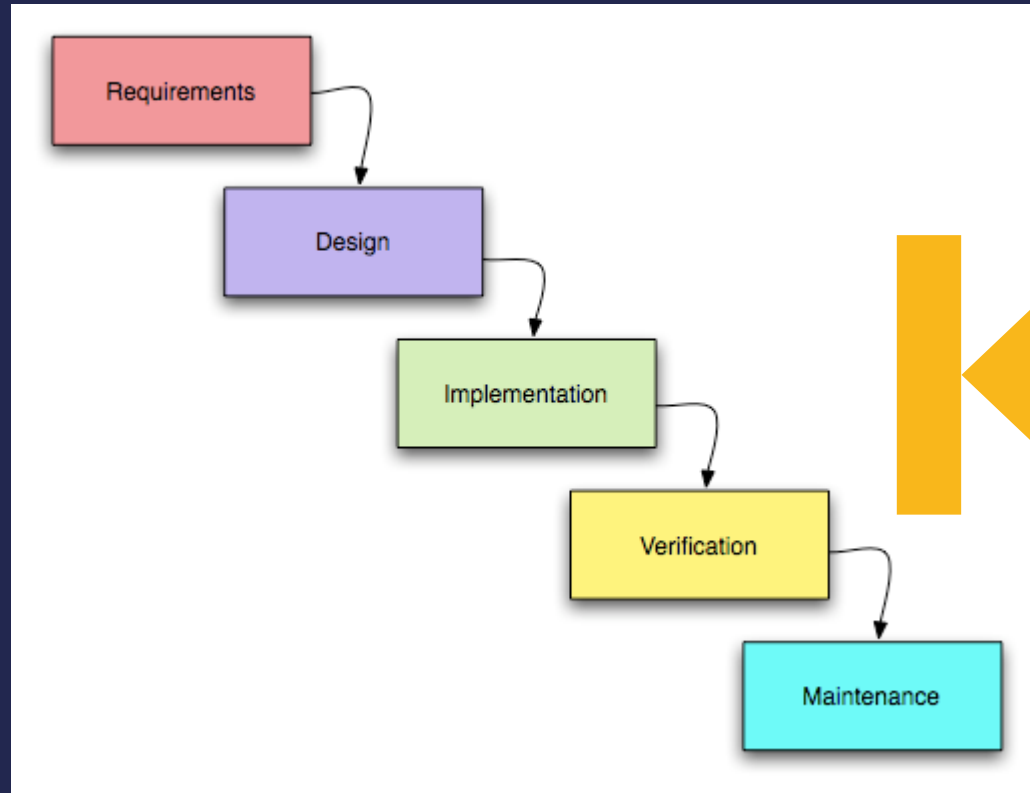 Requirements
Design
Implementation
Verification
Maintenance